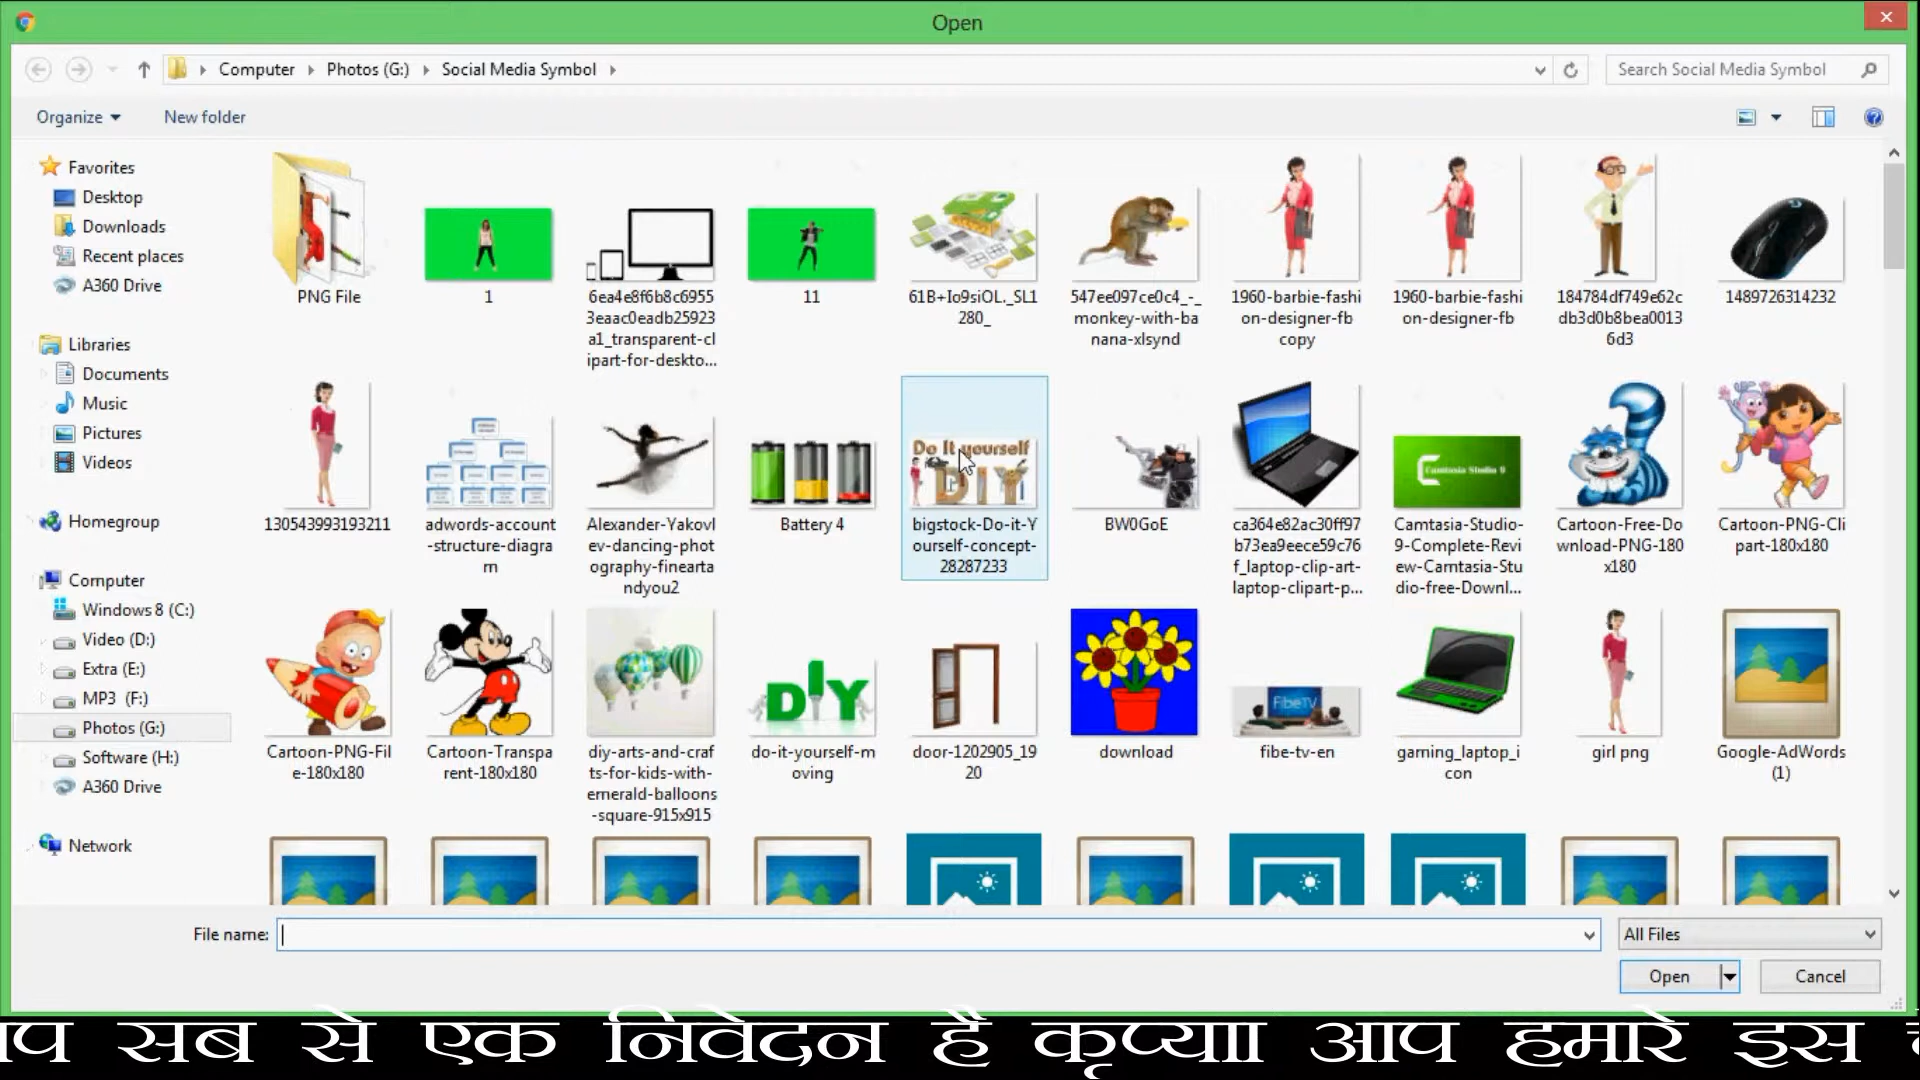 Open
Computer
Photos (G:)
Social Media Symbol
Search Social Media Symbol
Organize
New folder
Favorites
Desktop
Downloads
Recent places
A360 Drive
Libraries
Documents
Music
Pictures
Videos
Homegroup
Computer
Windows 8 (C:)
Video (D:)
Extra (E:)
MP3 (F:)
Photos (G:)
Software (H:)
A360 Drive
Network
PNG File
1
6ea4e8f6b8c6955
3eaac0eadb25923
a1_transparent-cl
ipart-for-deskto...
11
61B+Io9siOL._SL1
280_
547ee097ce0c4_-_
monkey-with-ba
nana-xlsynd
1960-barbie-fashi
on-designer-fb
copy
1960-barbie-fashi
on-designer-fb
184784df749e62c
db3d0b8bea0013
6d3
1489726314232
130543993193211
adwords-account
-structure-diagra
m
Alexander-Yakovl
ev-dancing-phot
ography-finearta
ndyou2
Battery 4
Do It yourself
DIY
bigstock-Do-it-Y
ourself-concept-
28287233
BW0GoE
ca364e82ac30ff97
b73ea9eece59c76
f_laptop-clip-art-
laptop-clipart-p...
Camtasia Studio 9
Camtasia-Studio-
9-Complete-Revi
ew-Camtasia-Stu
dio-free-Downl...
Cartoon-Free-Do
wnload-PNG-180
x180
Cartoon-PNG-Cli
part-180x180
Cartoon-PNG-Fil
e-180x180
Cartoon-Transpa
rent-180x180
diy-arts-and-craf
ts-for-kids-with-
emerald-balloons
-square-915x915
DIY
do-it-yourself-m
oving
door-1202905_19
20
download
FibeTV
fibe-tv-en
gaming_laptop_i
con
girl png
Google-AdWords
(1)
File name:
All Files
Open
Cancel
सब से एक निवेदन हैं कृप्याा आप हमारे इस